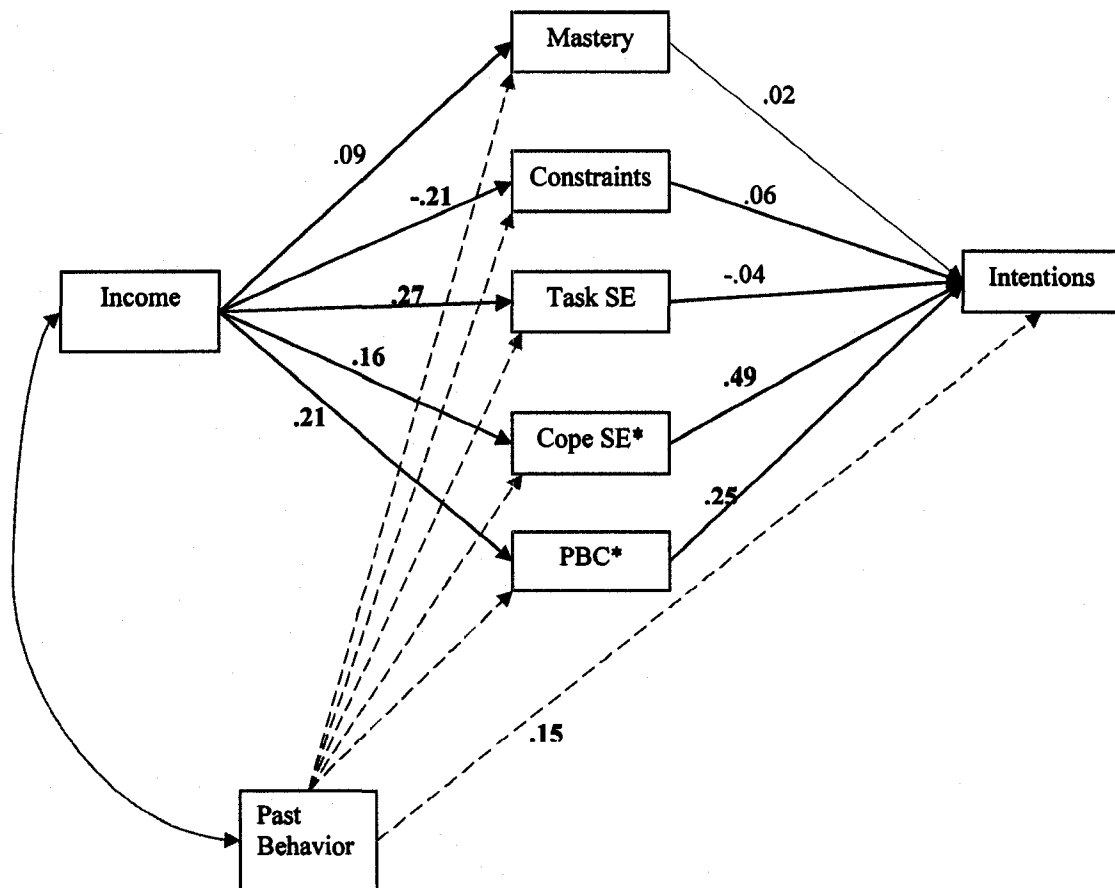 Mastery
.02
.09
Constraints
-.21
.06
Income
.27
Task SE
-.04
Intentions
.16
.49
Cope SE*
.21
.25
PBC*
.15
Past
Behavior